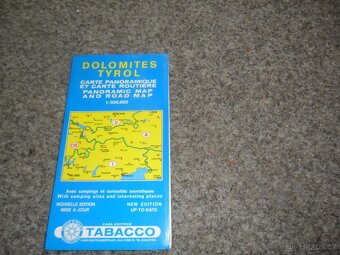 DOLOMITES
TYROL
CARTE PANORAMIQUE
ET CARTE ROUTIERE
PANORAMIC MAP
AND ROAD MAP
1:500.000
D
A
CH
I
Avec campings et curiosités touristiques
With camping sites and interesting places
NOUVELLE EDITION
MISE A JOUR
NEW EDITION
UP-TO-DATE
CASA EDITRICE
TABACCO